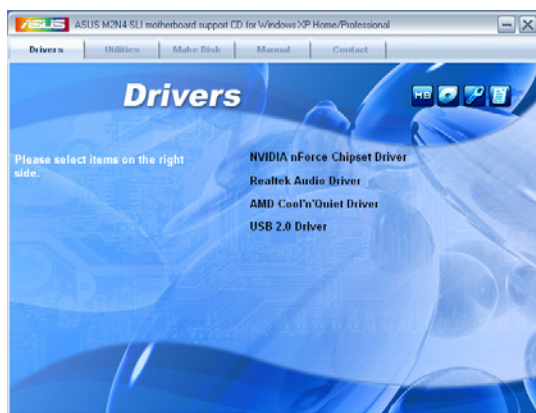 ASUS ASUS M2N4-SLI motherboard support CD for Windows XP Home/Professional
Drivers Utilities Make Disk Manual Contact
Drivers
MB
Please select items on the right
side.
NVIDIA nForce Chipset Driver
Realtek Audio Driver
AMD Cool'n'Quiet Driver
USB 2.0 Driver